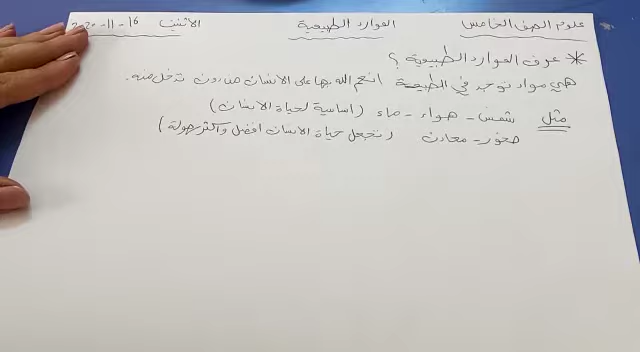 علوم الصف الخامس الموارد الطبيعية الاثنين 16-11-2020
* عرف الموارد الطبيعية ؟
هي مواد توجد في الطبيعة انعم الله بها على الانسان من دون تدخل منه .
مثل شمس - هواء - ماء (اساسية لحياة الانسان)
صخور - معادن (تجعل حياة الانسان افضل واكثر سهولة)